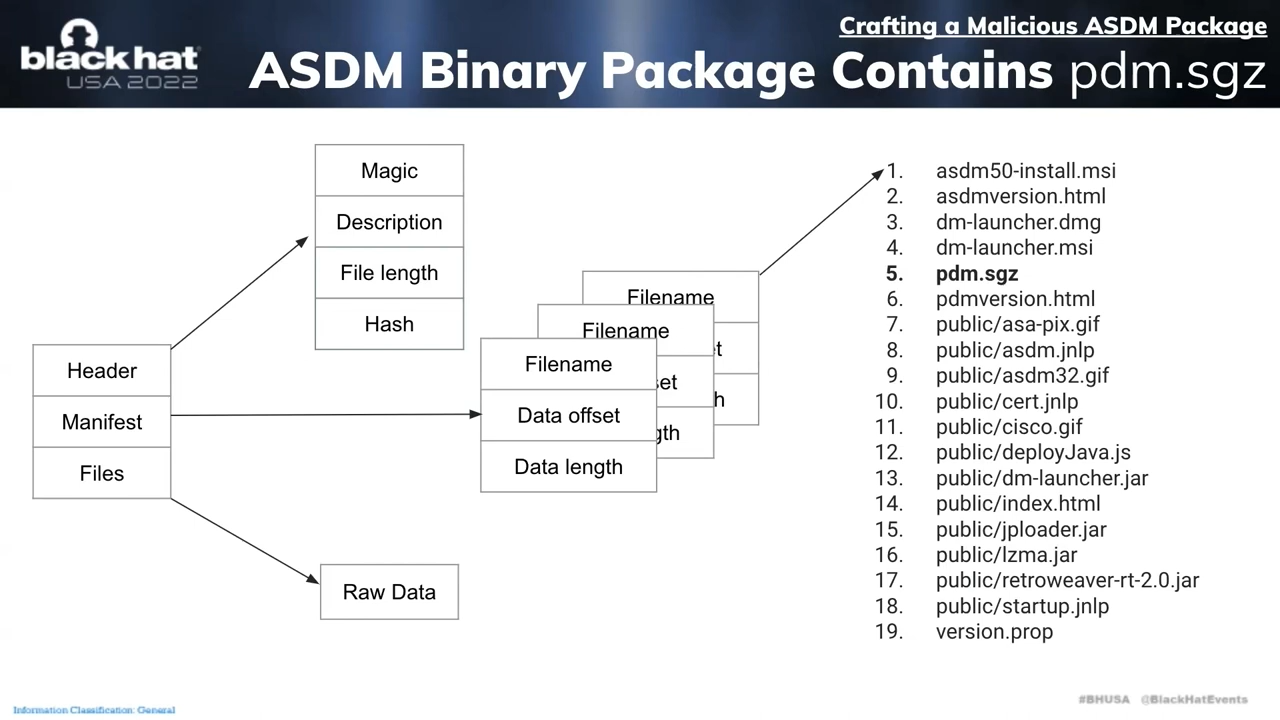 black hat
USA 2022
Crafting a Malicious ASDM Package
ASDM Binary Package Contains pdm.sgz
Header
Manifest
Files
Magic
Description
File length
Hash
Filename
Filename
et
Filename
set
h
Data offset
gth
Data length
Raw Data
1. asdm50-install.msi
2. asdmversion.html
3. dm-launcher.dmg
4. dm-launcher.msi
5. pdm.sgz
6. pdmversion.html
7. public/asa-pix.gif
8. public/asdm.jnlp
9. public/asdm32.gif
10. public/cert.jnlp
11. public/cisco.gif
12. public/deployJava.js
13. public/dm-launcher.jar
14. public/index.html
15. public/jploader.jar
16. public/lzma.jar
17. public/retroweaver-rt-2.0.jar
18. public/startup.jnlp
19. version.prop
Information Classification: General
#BHUSA @BlackHatEvents